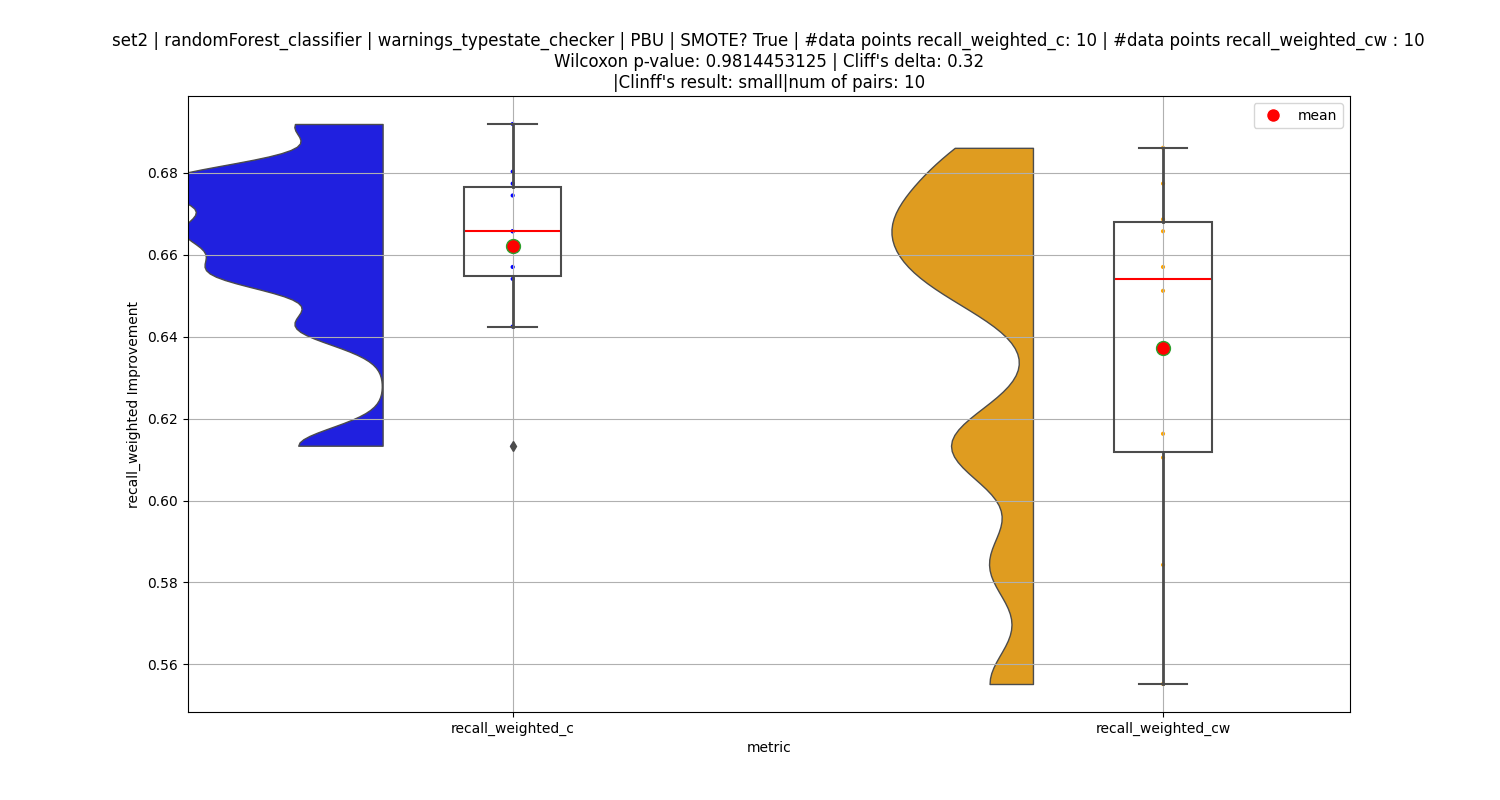 set2 | randomForest_classifier | warnings_typestate_checker | PBU | SMOTE? True | #data points recall_weighted_c: 10 | #data points recall_weighted_cw : 10
Wilcoxon p-value: 0.9814453125 | Cliff's delta: 0.32
|Clinff's result: small|num of pairs: 10
mean
0.68
0.66
0.64
0.62
0.60
0.58
0.56
recall_weighted Improvement
recall_weighted_c
recall_weighted_cw
metric